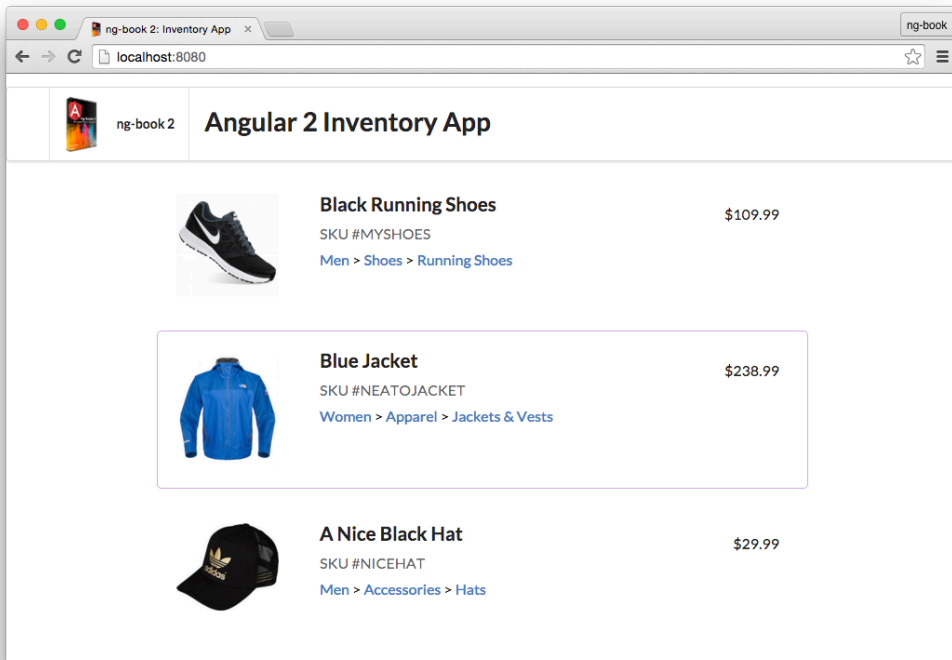 ng-book 2: Inventory App
ng-book
localhost:8080
ng-book 2
Angular 2 Inventory App
Black Running Shoes
$109.99
SKU #MYSHOES
Men > Shoes > Running Shoes
Blue Jacket
$238.99
SKU #NEATOJACKET
Women > Apparel > Jackets & Vests
A Nice Black Hat
$29.99
SKU #NICEHAT
Men > Accessories > Hats
adidas